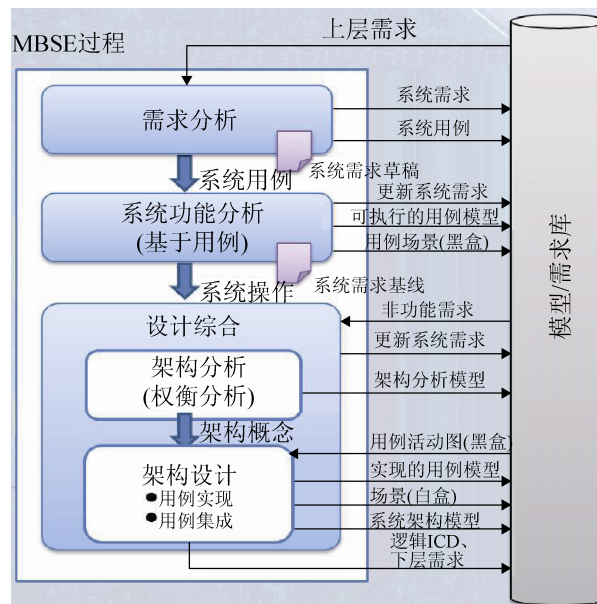 上层需求
MBSE过程
需求分析
系统需求
系统用例
系统需求草稿
系统用例
更新系统需求
系统功能分析
(基于用例)
可执行的用例模型
用例场景(黑盒)
系统需求基线
系统操作
非功能需求
设计综合
更新系统需求
架构分析
(权衡分析)
架构分析模型
架构概念
用例活动图(黑盒)
架构设计
●用例实现
●用例集成
实现的用例模型
场景(白盒)
系统架构模型
逻辑ICD、
下层需求
模型/需求库